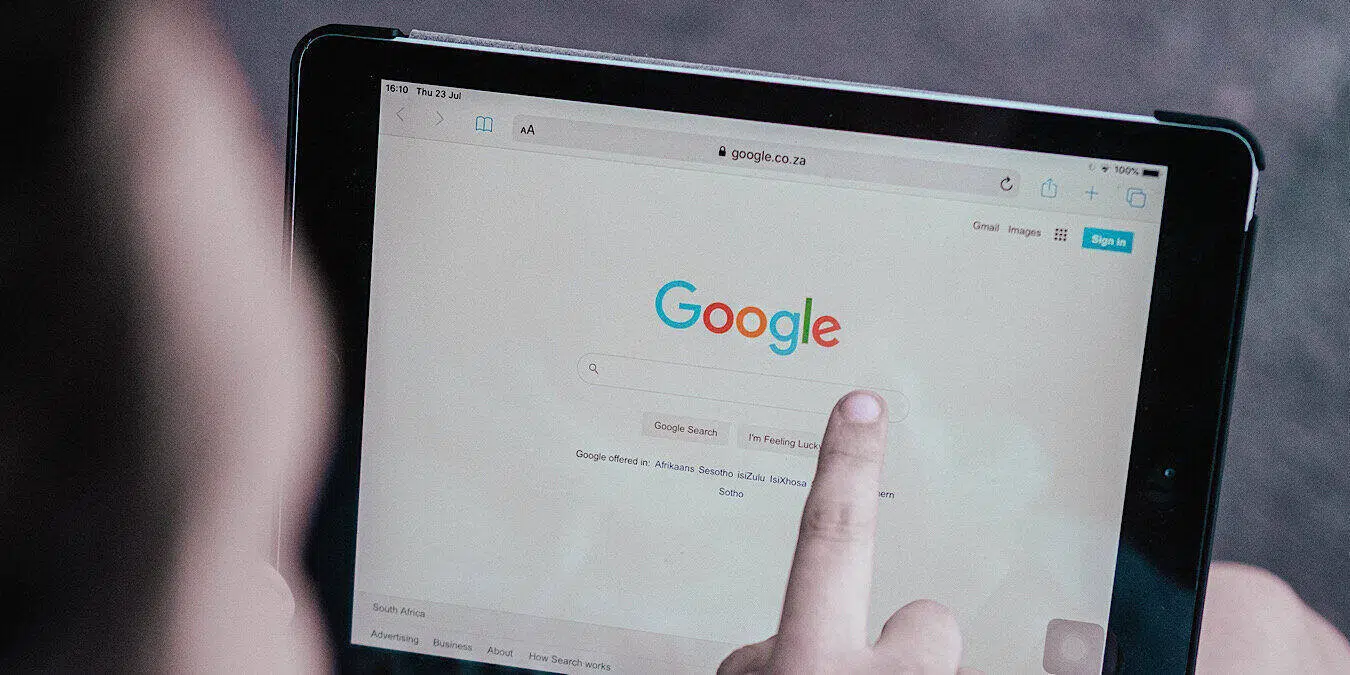 16:10 Thu 23 Jul
100%
AA
google.co.za
Gmail Images
Sign in
Google
Google Search
I'm Feeling Lucky
Google offered in: Afrikaans Sesotho isiZulu IsiXhosa
Sotho
South Africa
Advertising Business About How Search works